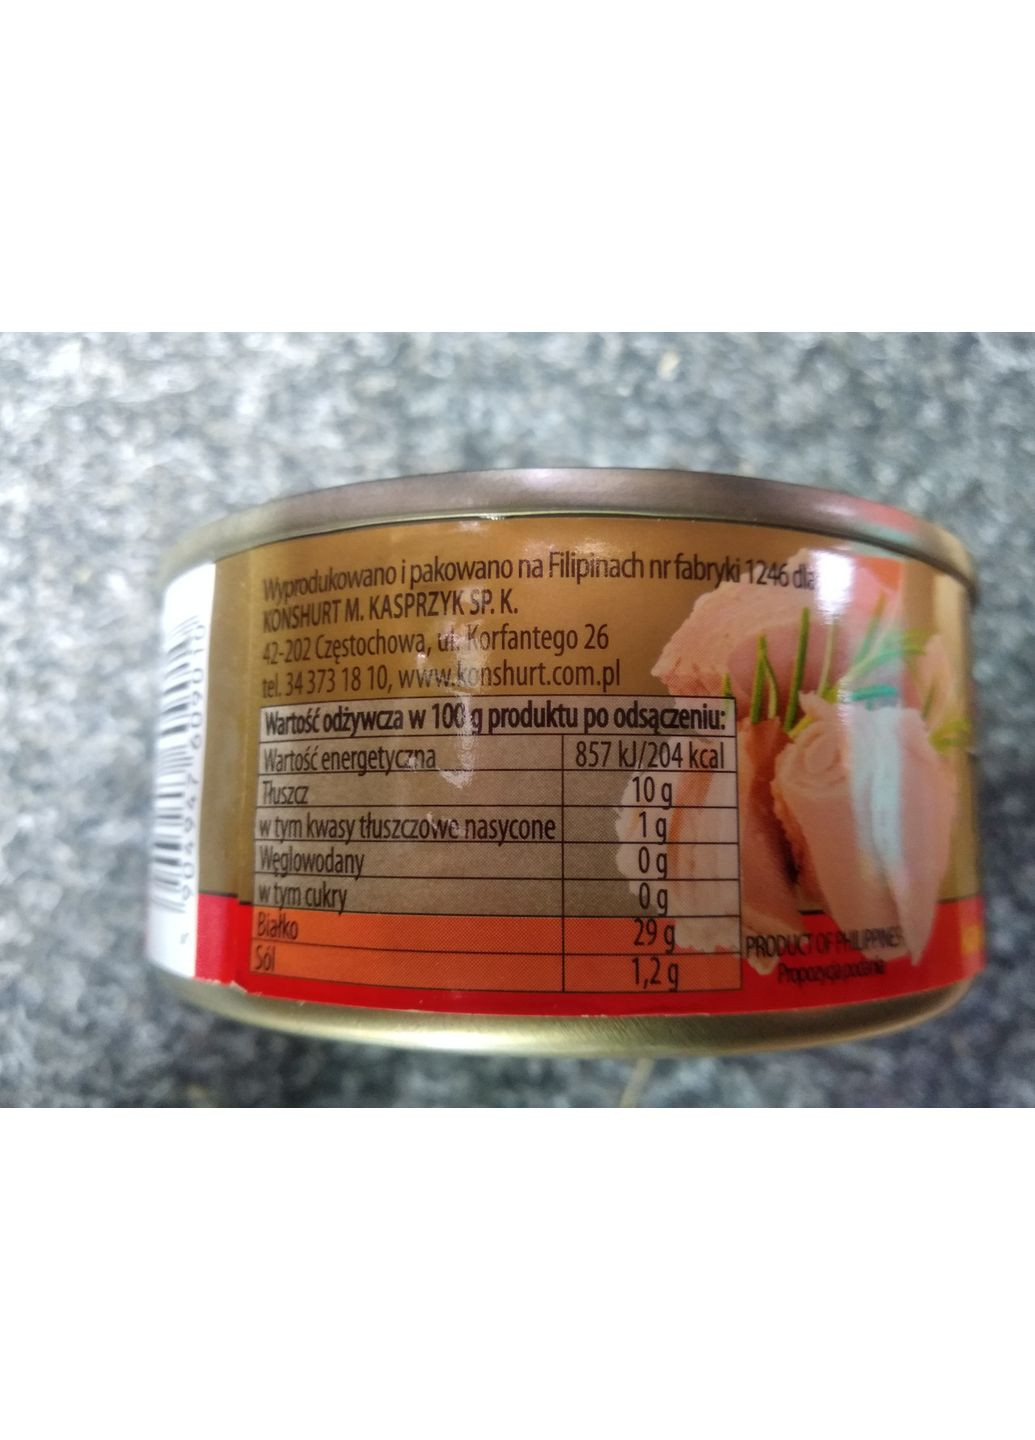 Wyprodukowano i pakowano na Filipinach nr fabryki 1246 dla
KONSHURT M. KASPRZYK SP. K.
42-202 Częstochowa, ul. Korfantego 26
tel. 34 373 18 10, www.konshurt.com.pl
Wartość odżywcza w 100 g produktu po odsączeniu:
Wartość energetyczna 857 kJ/204 kcal
Tłuszcz 10 g
w tym kwasy tłuszczowe nasycone 1 g
Węglowodany 0 g
w tym cukry 0 g
Białko 29 g
Sól 1,2 g
PRODUCT OF PHILIPPINES
Propozycja podania